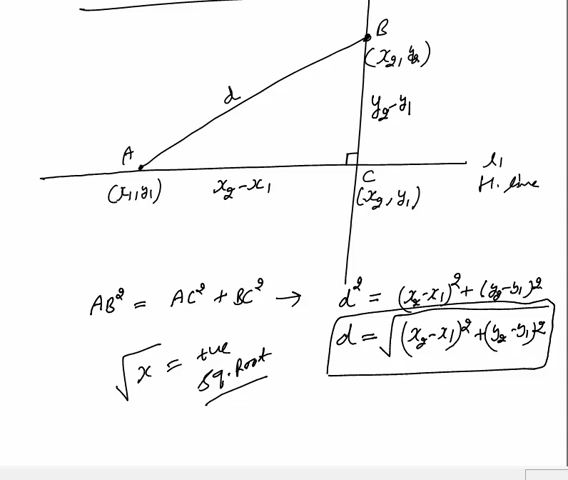 B
(x₂, y₂)
d
y₂-y₁
A
l₁
C
H. line
(x₁, y₁)
x₂-x₁
(x₂, y₁)
AB² = AC² + BC² → d² = (x₂-x₁)² + (y₂-y₁)²
d = √(x₂-x₁)² + (y₂-y₁)²
√x = +ve
Sq. Root